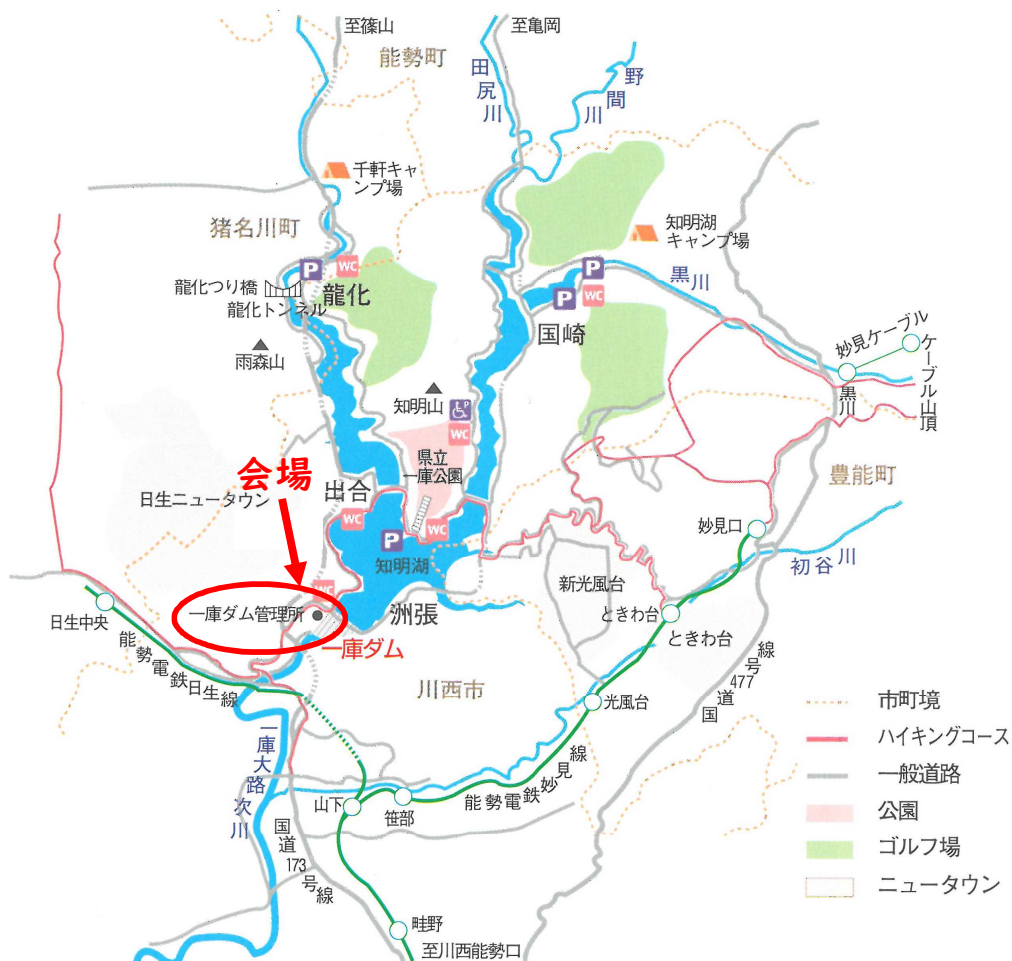 至篠山
至亀岡
能勢町
田尻川
野間川
千軒キャ
ンプ場
猪名川町
知明湖
キャンプ場
P
WC
P
黒川
龍化つり橋
龍化
龍化トンネル
P
WC
国崎
妙見ケーブル
ケーブル山頂
雨森山
知明山
黒川
WC
県立
一庫公園
豊能町
会場
出合
日生ニュータウン
WC
WC
P
妙見口
知明湖
初谷川
新光風台
WC
一庫ダム管理所
洲張
ときわ台
ときわ台
日生中央
一庫ダム
能勢電鉄日生線
川西市
国道477号線
光風台
市町境
ハイキングコース
一般道路
公園
ゴルフ場
ニュータウン
一庫大路次川
能勢電鉄妙見線
山下
笹部
国道173号線
畦野
至川西能勢口